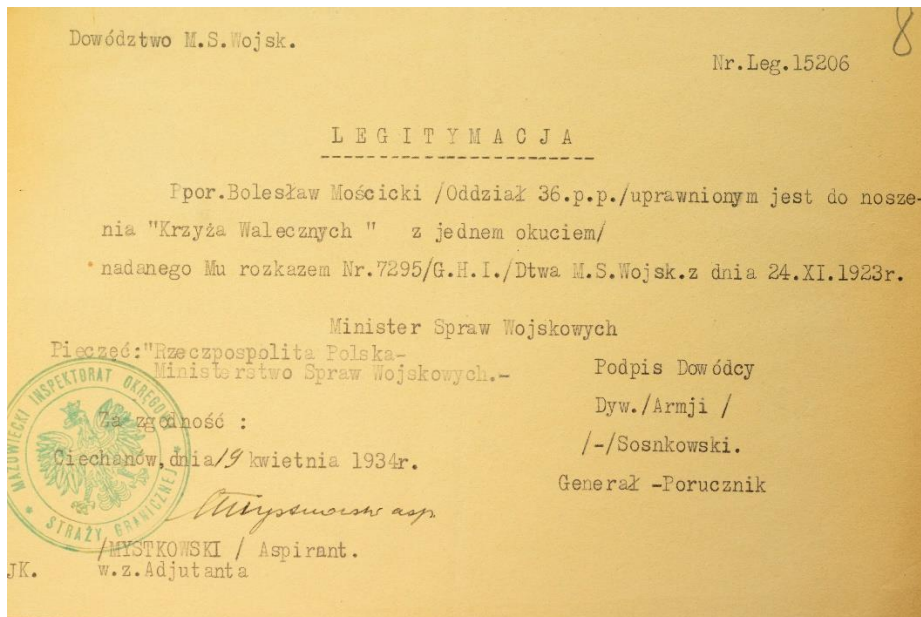 8
Dowództwo M.S.Wojsk.
Nr.Leg.15206
LEGITYMACJA
Ppor.Bolesław Mościcki /Oddział 36.p.p./uprawnionym jest do nosze-
nia "Krzyża Walecznych " z jednem okuciem/
nadanego Mu rozkazem Nr.7295/G.H.I./Dtwa M.S.Wojsk.z dnia 24.XI.1923r.
Minister Spraw Wojskowych
Pieczęć:"Rzeczpospolita Polska-
Ministerstwo Spraw Wojskowych.-
Podpis Dowódcy
Dyw./Armji /
/-/Sosnkowski.
Generał -Porucznik
MAZOWIECKI INSPEKTORAT OKRĘGOWY STRAŻY GRANICZNEJ
Za zgodność :
Ciechanów,dnia 19 kwietnia 1934r.
Mystkowski asp.
/MYSTKOWSKI / Aspirant.
JK. w.z.Adjutanta